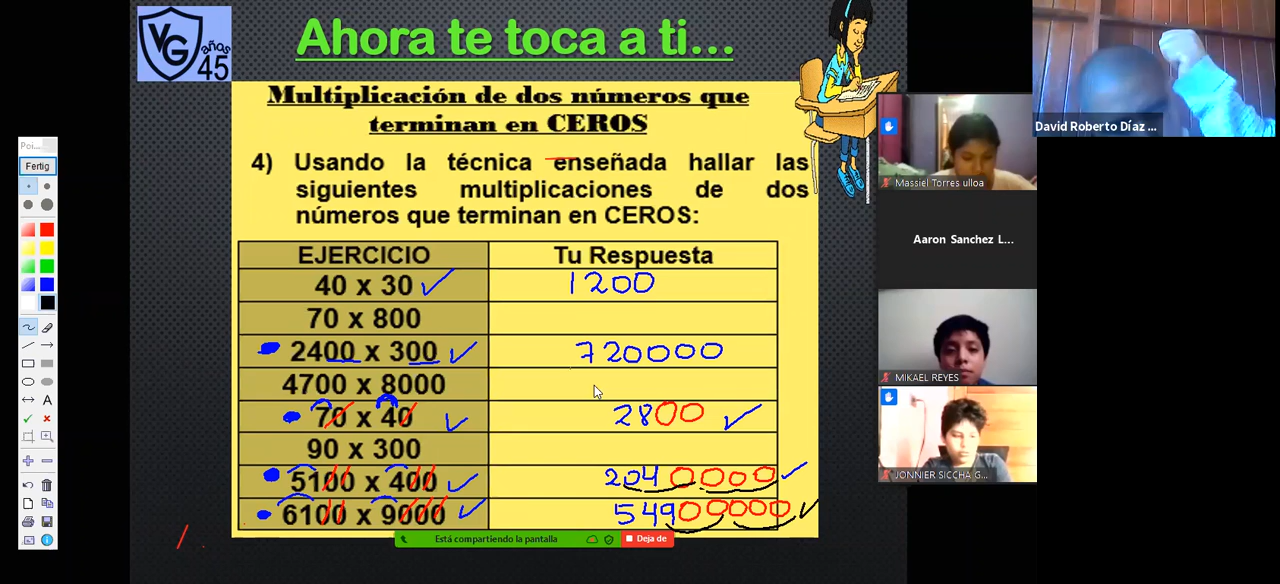 VG
años
45
Ahora te toca a ti...
Multiplicación de dos números que
terminan en CEROS
4) Usando la técnica enseñada hallar las
siguientes multiplicaciones de dos
números que terminan en CEROS:
EJERCICIO Tu Respuesta
40 x 30 1200
70 x 800
2400 x 300 720000
4700 x 8000
70 x 40 2800
90 x 300
5100 x 400 2040000
6100 x 9000 54900000
Está compartiendo la pantalla Deja de
Poi...
Fertig
A
David Roberto Díaz ...
Massiel Torres ulloa
Aaron Sanchez L...
MIKAEL REYES
JONNIER SICCHA G...